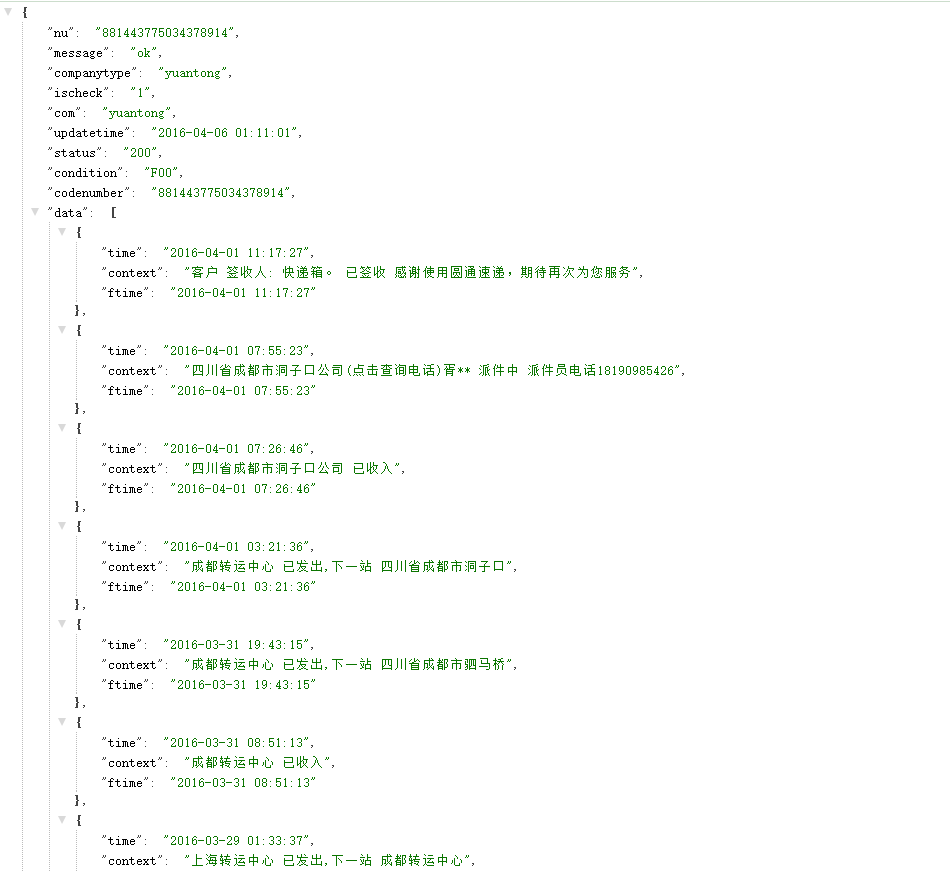 {
"nu": "881443775034378914",
"message": "ok",
"companytype": "yuantong",
"ischeck": "1",
"com": "yuantong",
"updatetime": "2016-04-06 01:11:01",
"status": "200",
"condition": "F00",
"codenumber": "881443775034378914",
"data": [
{
"time": "2016-04-01 11:17:27",
"context": "客户 签收人: 快递箱。 已签收 感谢使用圆通速递，期待再次为您服务",
"ftime": "2016-04-01 11:17:27"
},
{
"time": "2016-04-01 07:55:23",
"context": "四川省成都市洞子口公司(点击查询电话)胥** 派件中 派件员电话18190985426",
"ftime": "2016-04-01 07:55:23"
},
{
"time": "2016-04-01 07:26:46",
"context": "四川省成都市洞子口公司 已收入",
"ftime": "2016-04-01 07:26:46"
},
{
"time": "2016-04-01 03:21:36",
"context": "成都转运中心 已发出,下一站 四川省成都市洞子口",
"ftime": "2016-04-01 03:21:36"
},
{
"time": "2016-03-31 19:43:15",
"context": "成都转运中心 已发出,下一站 四川省成都市驷马桥",
"ftime": "2016-03-31 19:43:15"
},
{
"time": "2016-03-31 08:51:13",
"context": "成都转运中心 已收入",
"ftime": "2016-03-31 08:51:13"
},
{
"time": "2016-03-29 01:33:37",
"context": "上海转运中心 已发出,下一站 成都转运中心",